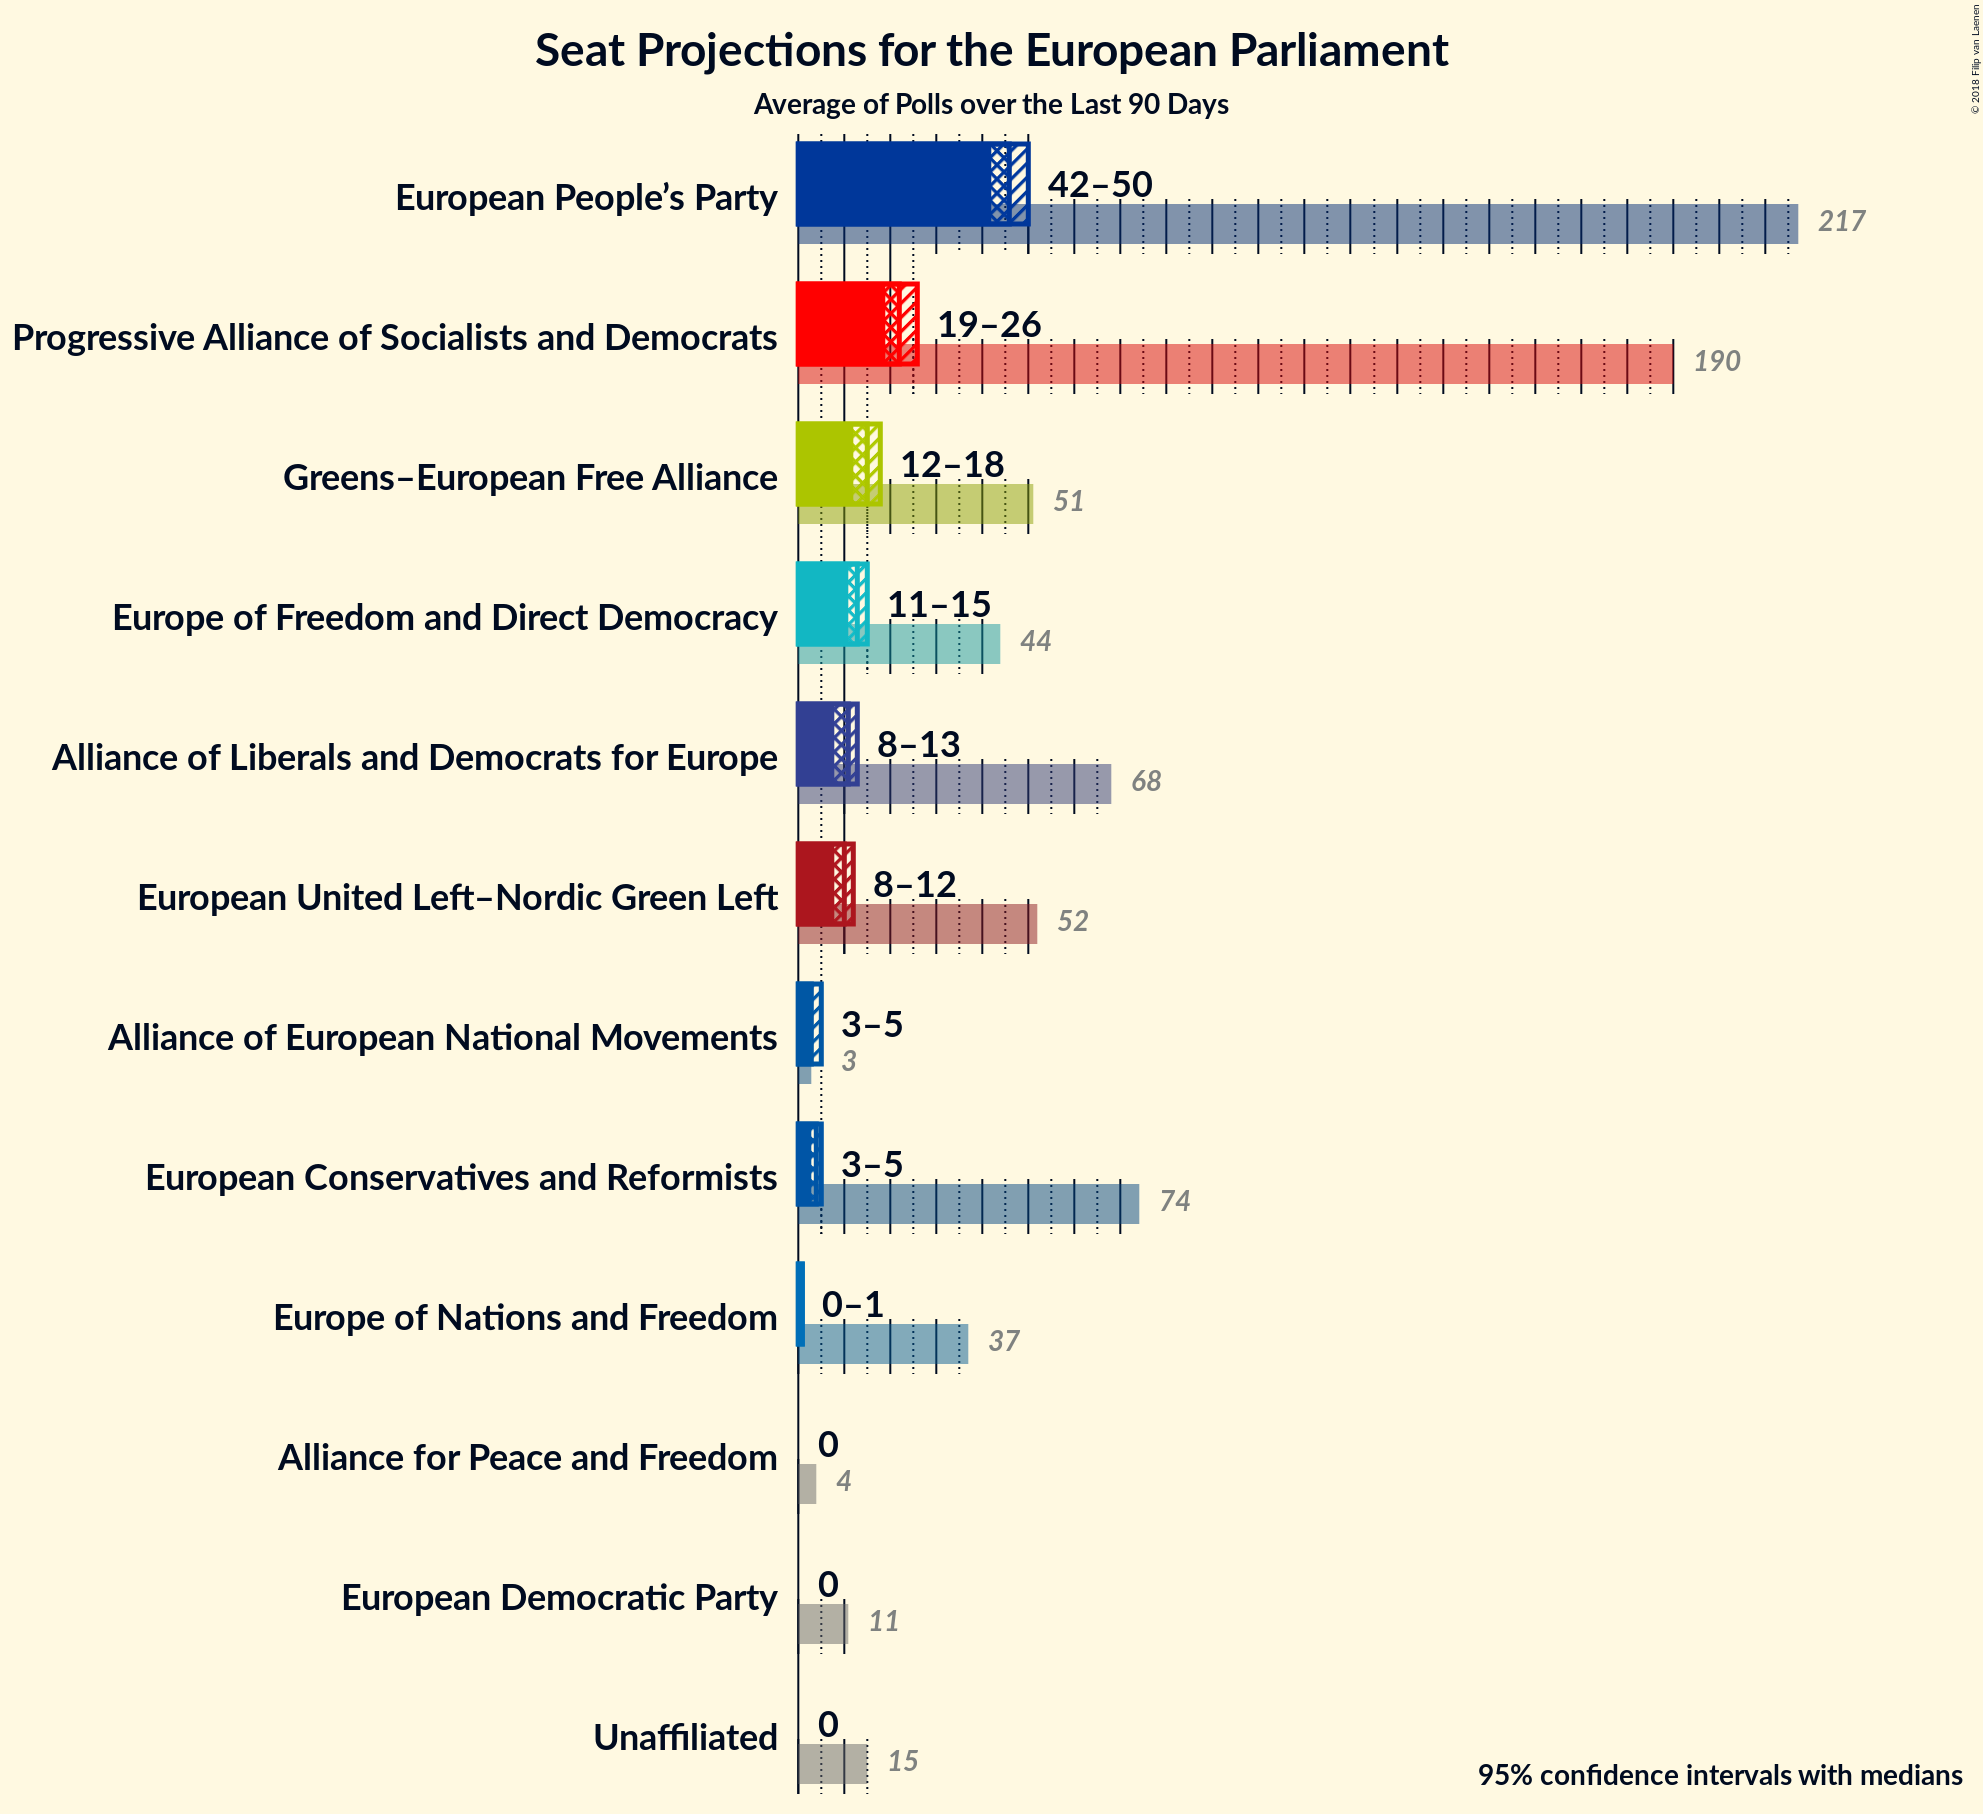 Seat Projections for the European Parliament
Average of Polls over the Last 90 Days
© 2018 Filip van Laenen
European People’s Party
42–50
217
Progressive Alliance of Socialists and Democrats
19–26
190
Greens–European Free Alliance
12–18
51
Europe of Freedom and Direct Democracy
11–15
44
Alliance of Liberals and Democrats for Europe
8–13
68
European United Left–Nordic Green Left
8–12
52
Alliance of European National Movements
3–5
3
European Conservatives and Reformists
3–5
74
Europe of Nations and Freedom
0–1
37
Alliance for Peace and Freedom
0
4
European Democratic Party
0
11
Unaffiliated
0
15
95% confidence intervals with medians